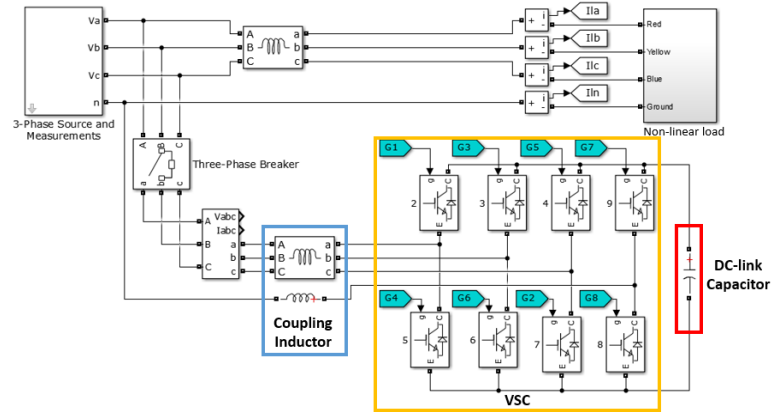 Va
Vb
Vc
n
3-Phase Source and
Measurements
A a
B b
C c
i
-
+
Ila
i
-
+
Ilb
i
-
+
Ilc
i
-
+
Iln
Red
Yellow
Blue
Ground
Non-linear load
A B C
a b c
Three-Phase Breaker
Vabc
Iabc
A
B
C
a
b
c
A a
B b
C c
+
Coupling
Inductor
G1
G3
G5
G7
g C
E
2
g C
E
3
g C
E
4
g C
E
9
G4
G6
G2
G8
g C
E
5
g C
E
6
g C
E
7
g C
E
8
VSC
+
DC-link
Capacitor